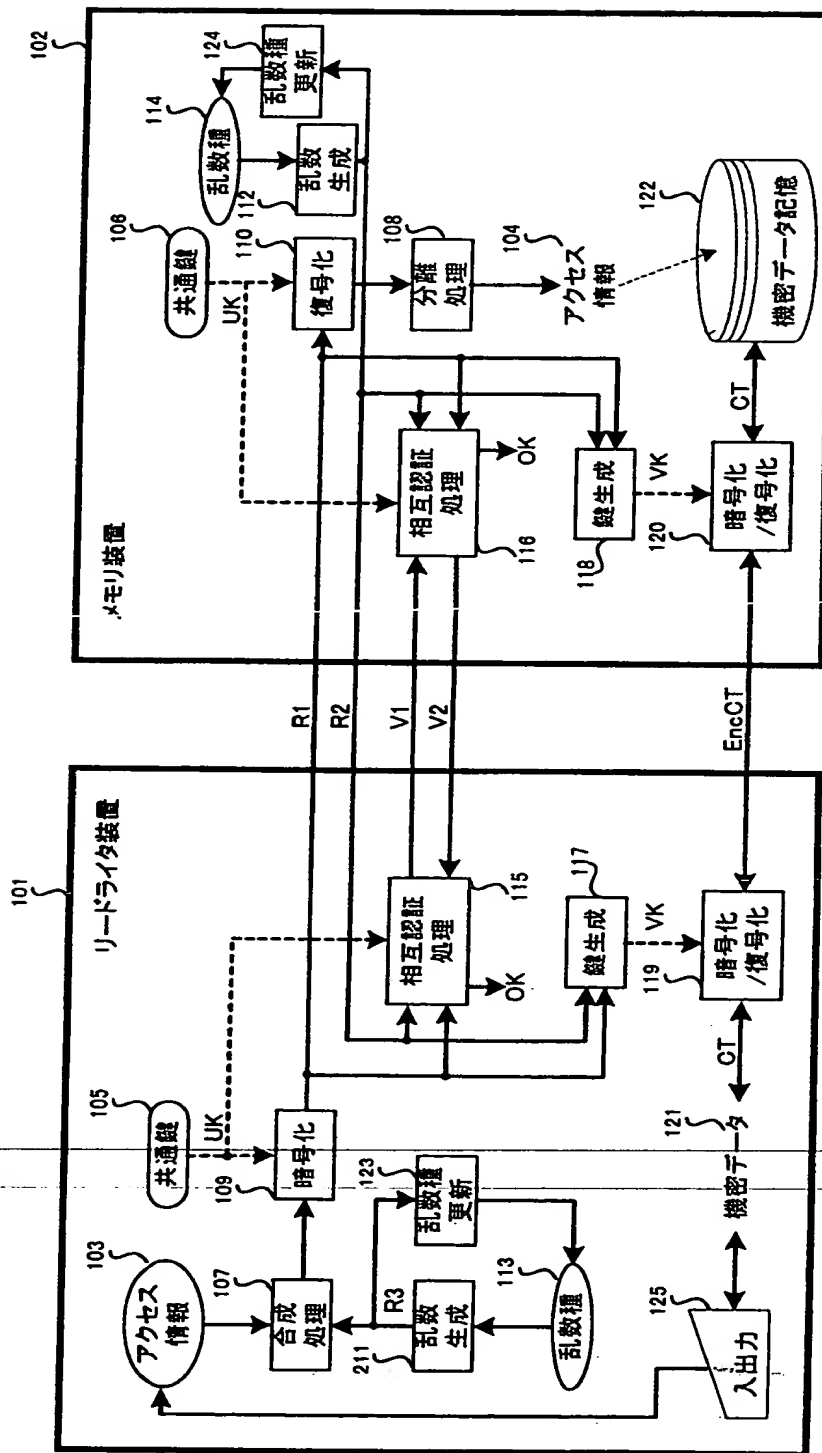 101
リードライタ装置
103
アクセス
情報
105
共通鍵
UK
107
合成
処理
109
暗号化
R3
211
乱数
生成
123
乱数種
更新
113
乱数種
115
相互認証
処理
OK
117
鍵生成
VK
119
暗号化
/復号化
CT
121
機密データ
125
入出力
R1
R2
V1
V2
EncCT
102
メモリ装置
106
共通鍵
UK
110
復号化
112
乱数
生成
114
乱数種
124
乱数種
更新
108
分離
処理
104
アクセス
情報
相互認証
処理
116
OK
鍵生成
118
VK
暗号化
/復号化
120
CT
122
機密データ記憶